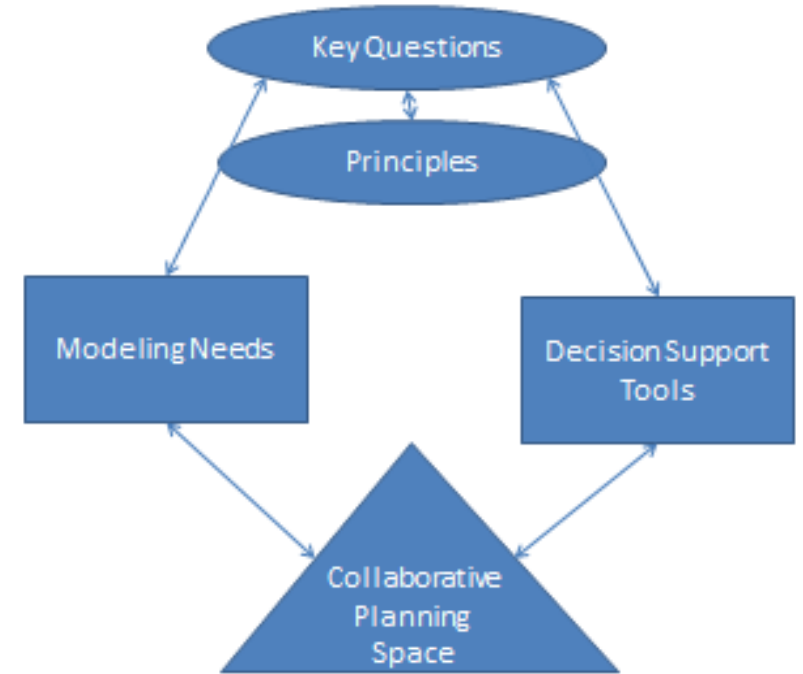 Key Questions
Principles
Modeling Needs
Decision Support
Tools
Collaborative
Planning
Space